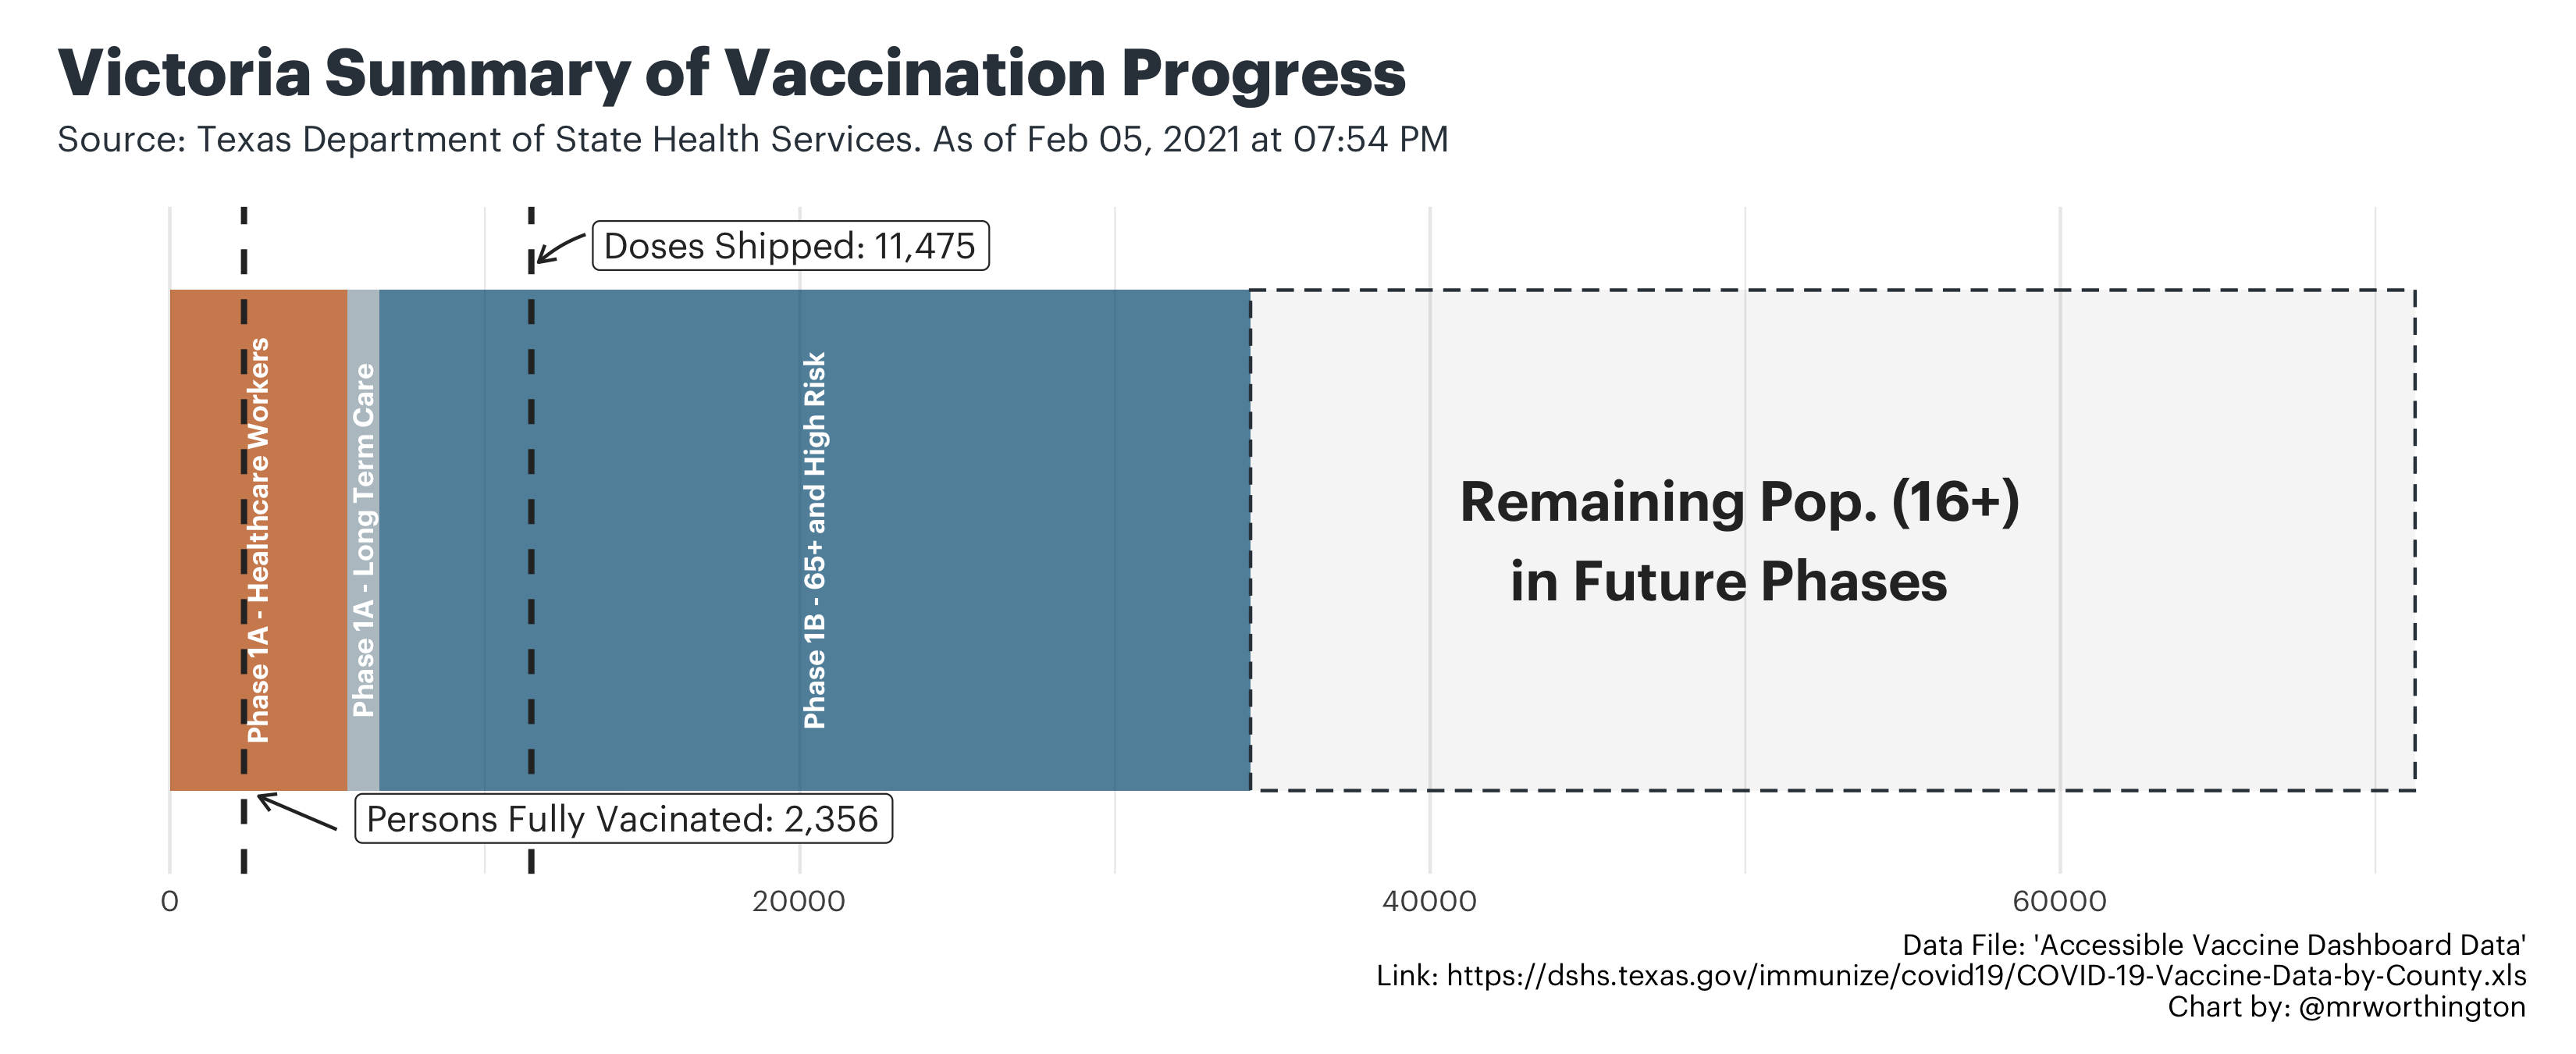 Victoria Summary of Vaccination Progress
Source: Texas Department of State Health Services. As of Feb 05, 2021 at 07:54 PM
Doses Shipped: 11,475
Phase 1A - Healthcare Workers
Phase 1A - Long Term Care
Phase 1B - 65+ and High Risk
Remaining Pop. (16+)
in Future Phases
Persons Fully Vacinated: 2,356
0
20000
40000
60000
Data File: 'Accessible Vaccine Dashboard Data'
Link: https://dshs.texas.gov/immunize/covid19/COVID-19-Vaccine-Data-by-County.xls
Chart by: @mrworthington